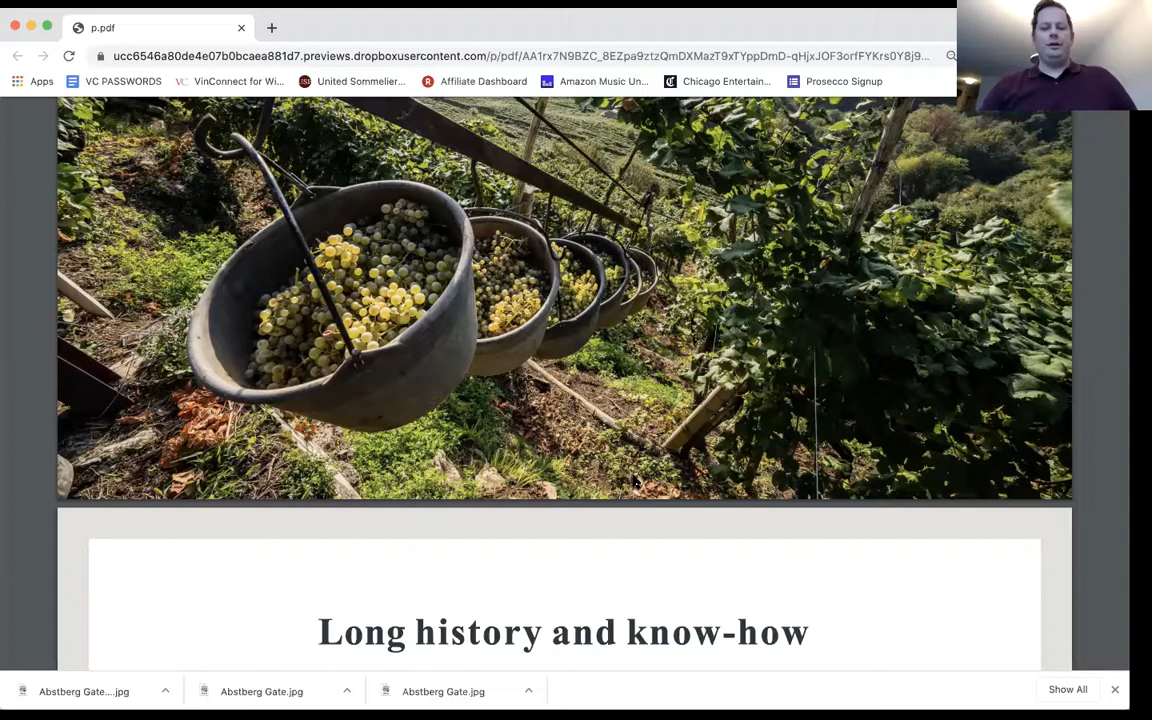 p.pdf
ucc6546a80de4e07b0bcaea881d7.previews.dropboxusercontent.com/p/pdf/AA1rx7N9BZC_8EZpa9ztzQmDXMazT9xTYppDmD-qHjxJOF3orfFYKrs0Y8j9...
Apps VC PASSWORDS VinConnect for Wi... United Sommelier... Affiliate Dashboard Amazon Music Un... Chicago Entertain... Prosecco Signup
Long history and know-how
Abstberg Gate....jpg Abstberg Gate.jpg Abstberg Gate.jpg Show All